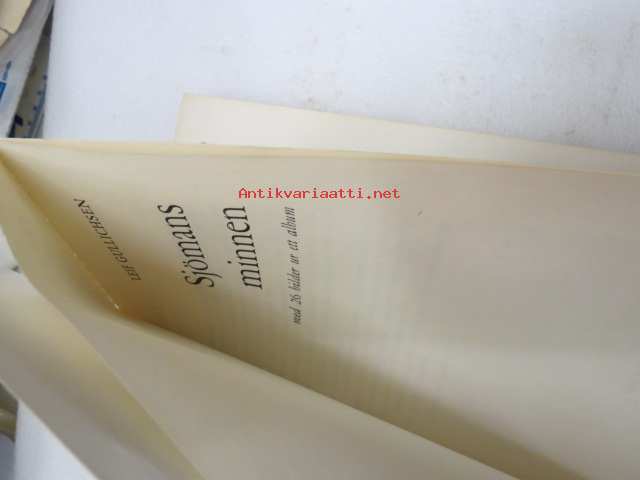 LEIF GULLICHSEN
Sjömans
minnen
med 26 bilder ur ett album
Antikvariaatti.net